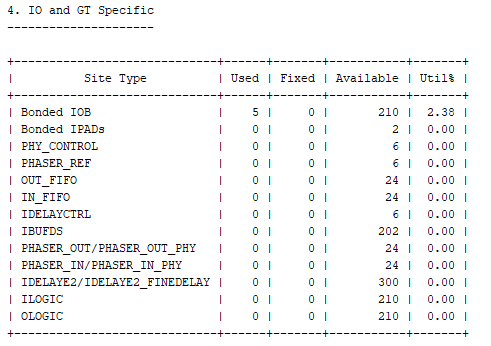 4. IO and GT Specific
---------------------
+-----------------------------+------+-------+-----------+-------+
|          Site Type          | Used | Fixed | Available | Util% |
+-----------------------------+------+-------+-----------+-------+
| Bonded IOB                  |    5 |     0 |       210 |  2.38 |
| Bonded IPADs                |    0 |     0 |         2 |  0.00 |
| PHY_CONTROL                 |    0 |     0 |         6 |  0.00 |
| PHASER_REF                  |    0 |     0 |         6 |  0.00 |
| OUT_FIFO                    |    0 |     0 |        24 |  0.00 |
| IN_FIFO                     |    0 |     0 |        24 |  0.00 |
| IDELAYCTRL                  |    0 |     0 |         6 |  0.00 |
| IBUFDS                      |    0 |     0 |       202 |  0.00 |
| PHASER_OUT/PHASER_OUT_PHY   |    0 |     0 |        24 |  0.00 |
| PHASER_IN/PHASER_IN_PHY     |    0 |     0 |        24 |  0.00 |
| IDELAYE2/IDELAYE2_FINEDELAY |    0 |     0 |       300 |  0.00 |
| ILOGIC                      |    0 |     0 |       210 |  0.00 |
| OLOGIC                      |    0 |     0 |       210 |  0.00 |
+-----------------------------+------+-------+-----------+-------+